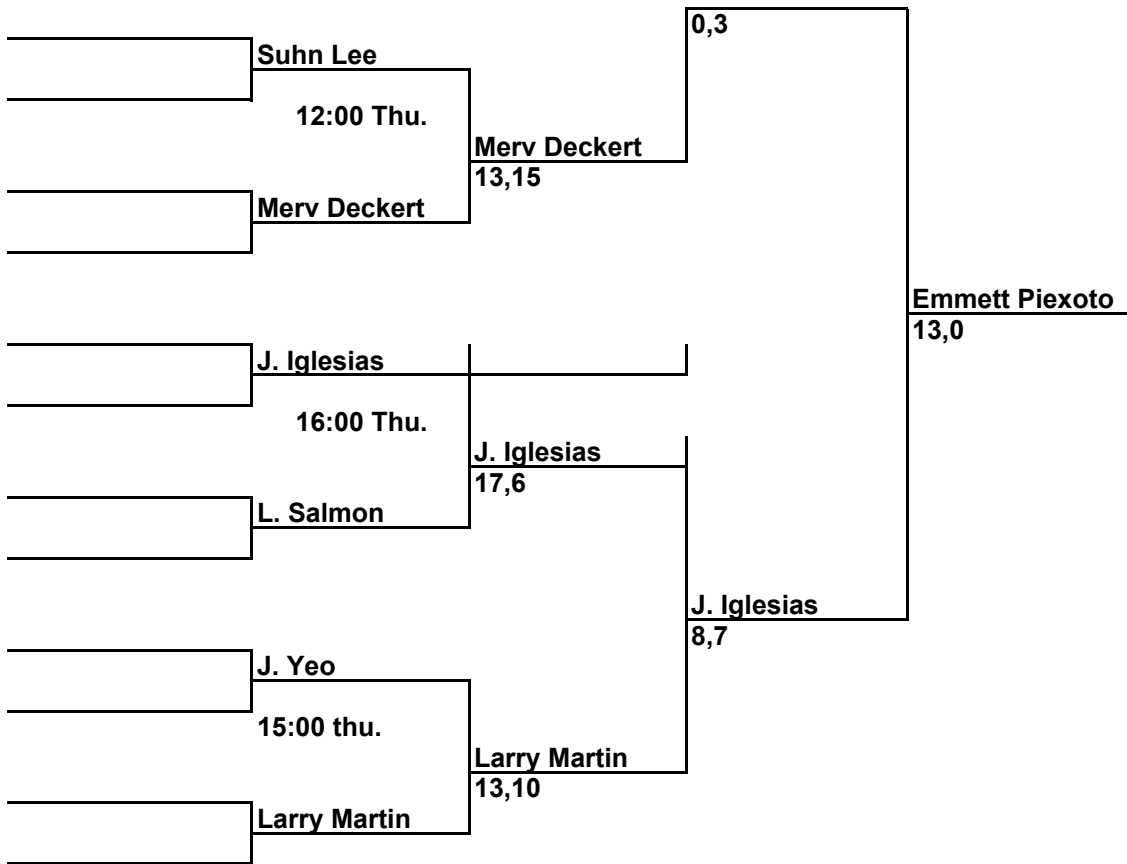 0,3
Suhn Lee
12:00 Thu.
Merv Deckert
13,15
Merv Deckert
Emmett Piexoto
13,0
J. Iglesias
16:00 Thu.
J. Iglesias
17,6
L. Salmon
J. Iglesias
8,7
J. Yeo
15:00 thu.
Larry Martin
13,10
Larry Martin